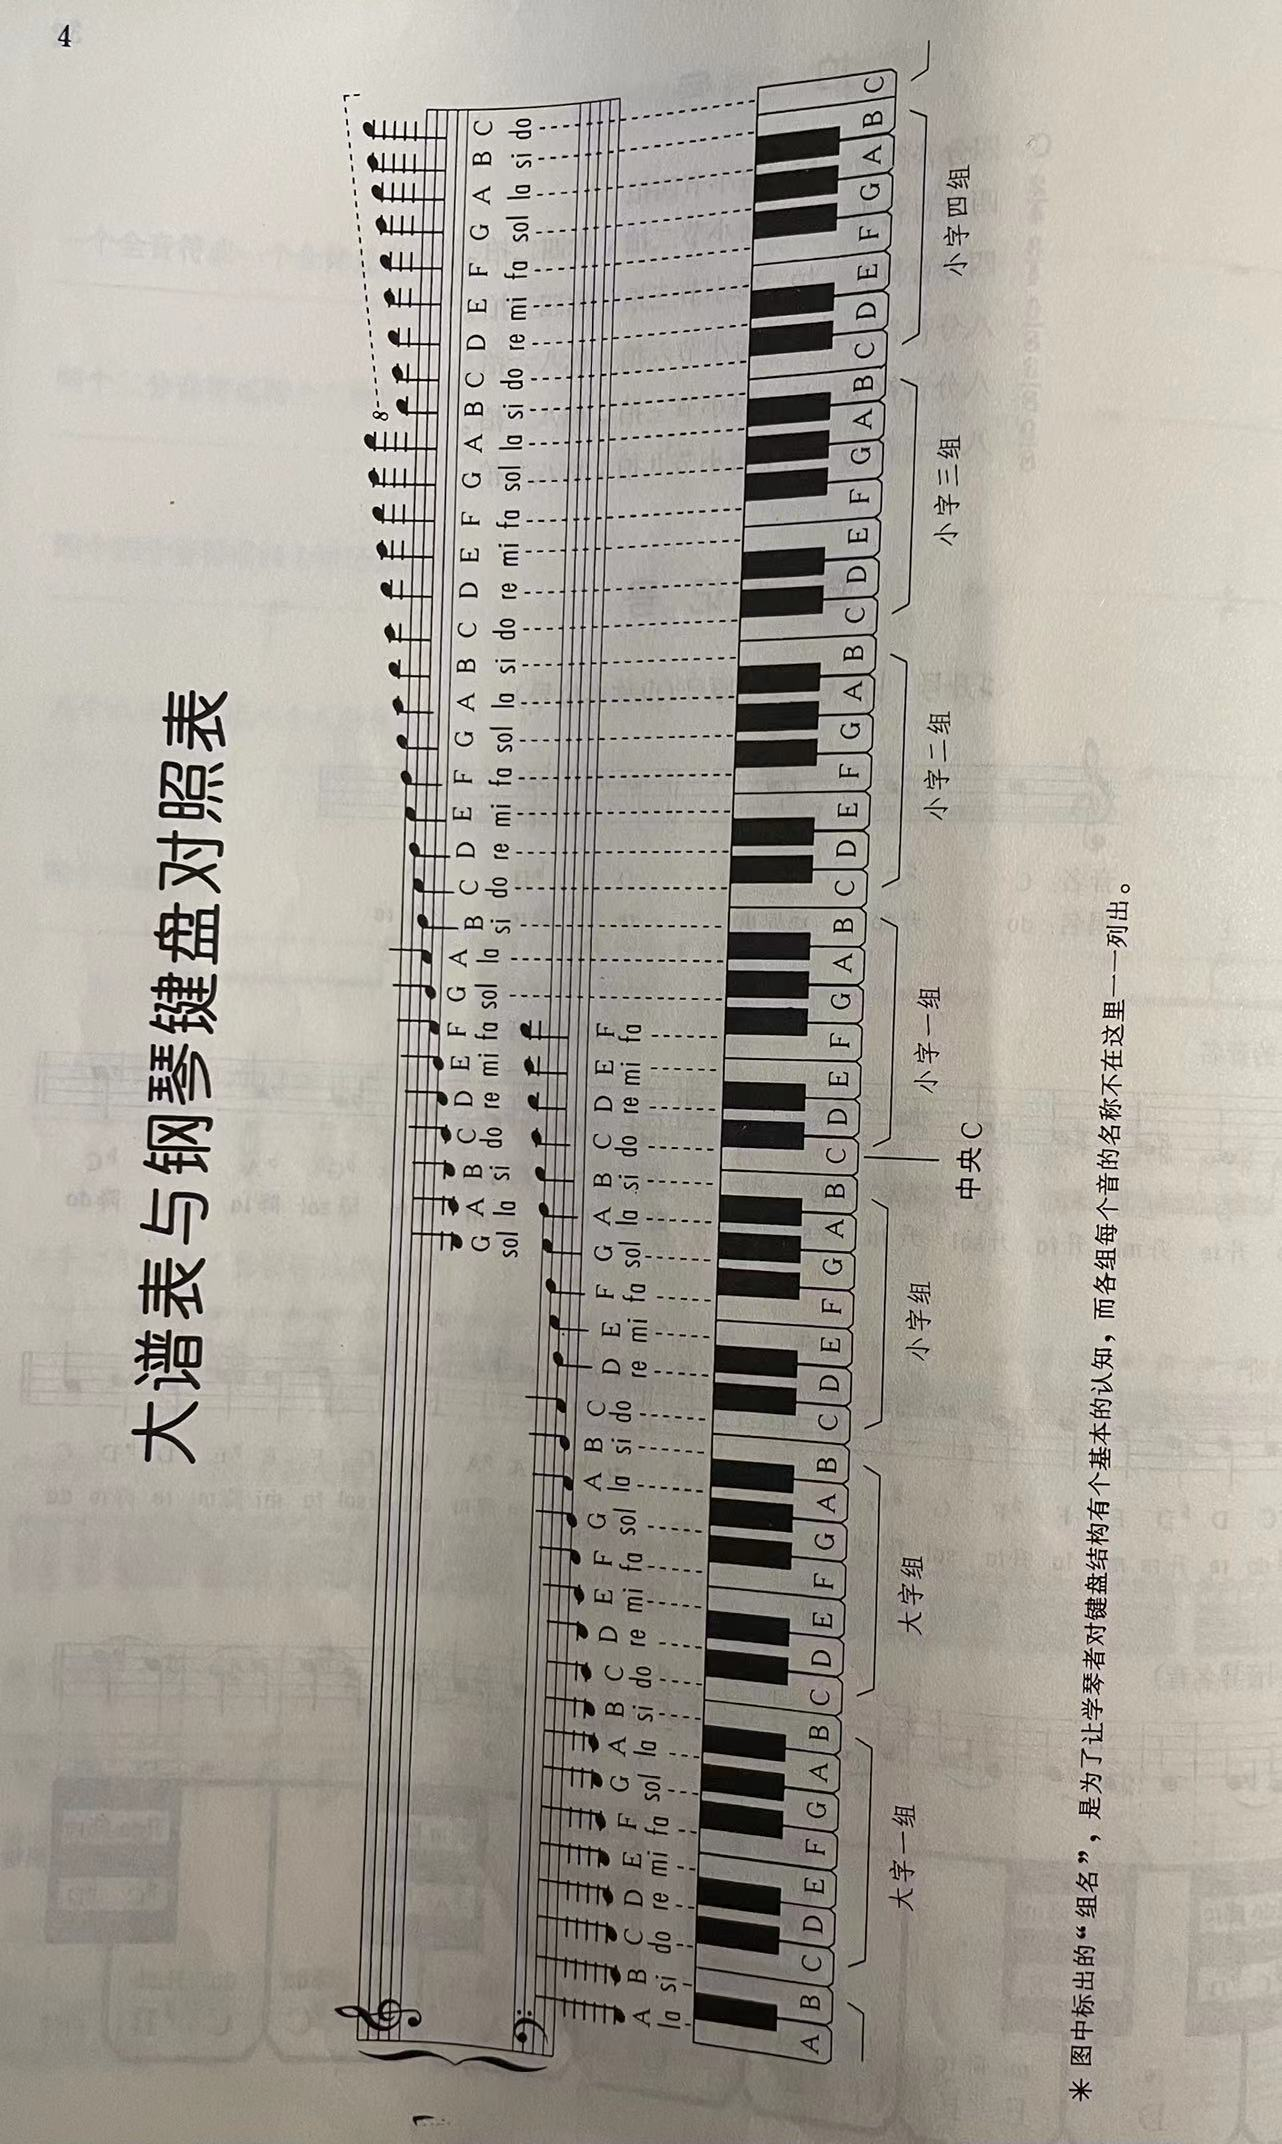 4
大谱表与钢琴键盘对照表
8
G A B C D E F G A B C D E F G A B C D E F G A B C D E F G A B C
sol la si do re mi fa sol la si do re mi fa sol la si do re mi fa sol la si do re mi fa sol la si do
A B C D E F G A B C D E F G A B C D E F G A B C D E F
la si do re mi fa sol la si do re mi fa sol la si do re mi fa sol la si do re mi fa
A B C D E F G A B C D E F G A B C D E F G A B C D E F G A B C D E F G A B C D E F G A B C D E F G A B C
大字一组 大字组 小字组 小字一组 小字二组 小字三组 小字四组
中央C
※ 图中标出的“组名”，是为了让学琴者对键盘结构有个基本的认知，而各组每个音的名称不在这里一一列出。